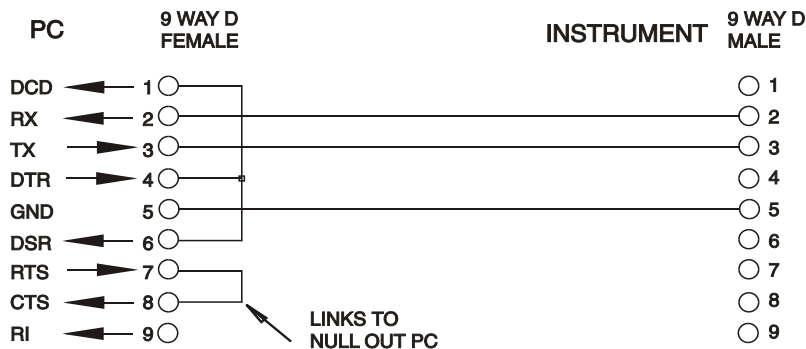 PC
9 WAY D
FEMALE
INSTRUMENT
9 WAY D
MALE
DCD 1 1
RX 2 2
TX 3 3
DTR 4 4
GND 5 5
DSR 6 6
RTS 7 7
CTS 8 8
RI 9 9
LINKS TO
NULL OUT PC